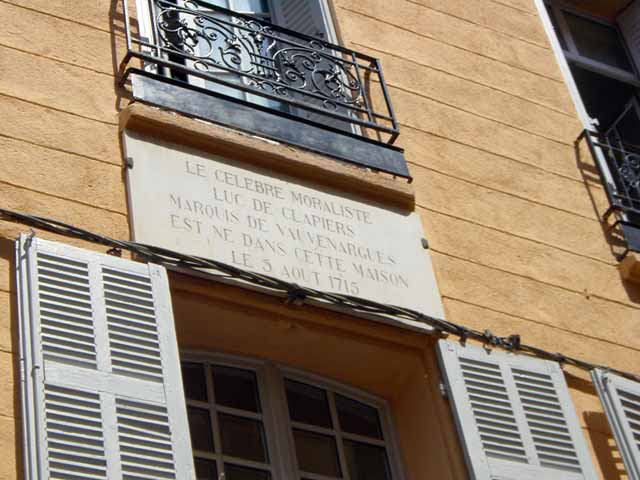 LE CELEBRE MORALISTE
LUC DE CLAPIERS
MARQUIS DE VAUVENARGUES
EST NE DANS CETTE MAISON
LE 5 AOUT 1715